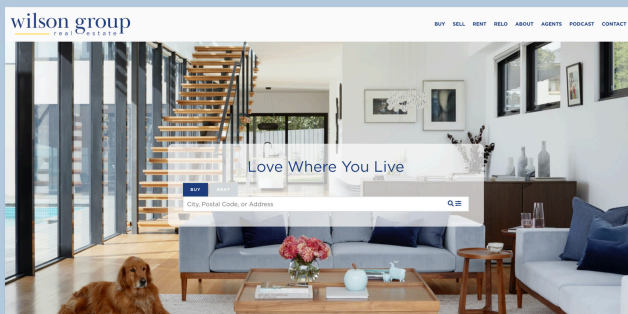 wilson group
real estate
BUY SELL RENT RELO ABOUT AGENTS PODCAST CONTACT
Love Where You Live
BUY RENT
City, Postal Code, or Address